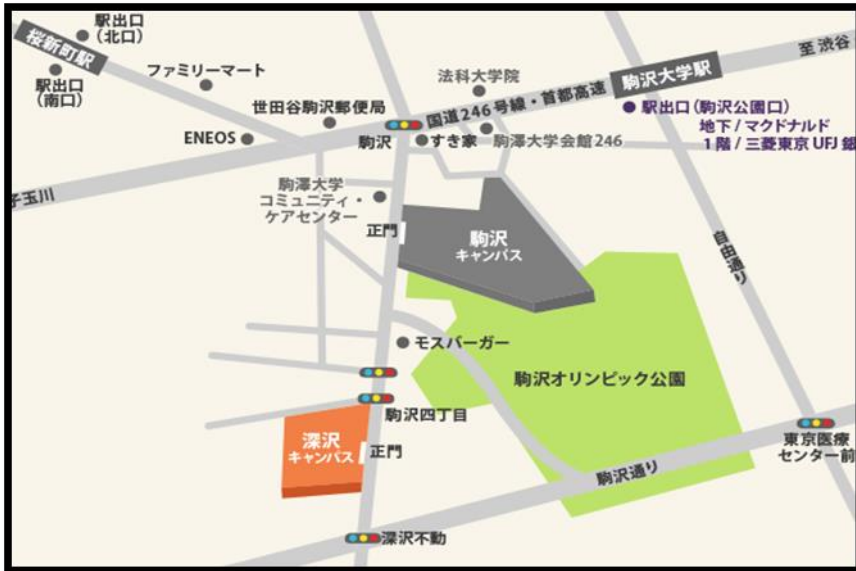 駅出口
(北口)
桜新町駅
駅出口
(南口)
ファミリーマート
世田谷駒沢郵便局
ENEOS
駒沢
すき家
法科大学院
国道246号線・首都高速
駒澤大学会館246
駒沢大学駅
至 渋谷
駅出口(駒沢公園口)
地下/マクドナルド
1階/三菱東京UFJ 銀
子玉川
駒澤大学
コミュニティ・
ケアセンター
正門
駒沢
キャンパス
自由通り
モスバーガー
駒沢オリンピック公園
駒沢四丁目
深沢
キャンパス
正門
東京医療
センター前
駒沢通り
深沢不動